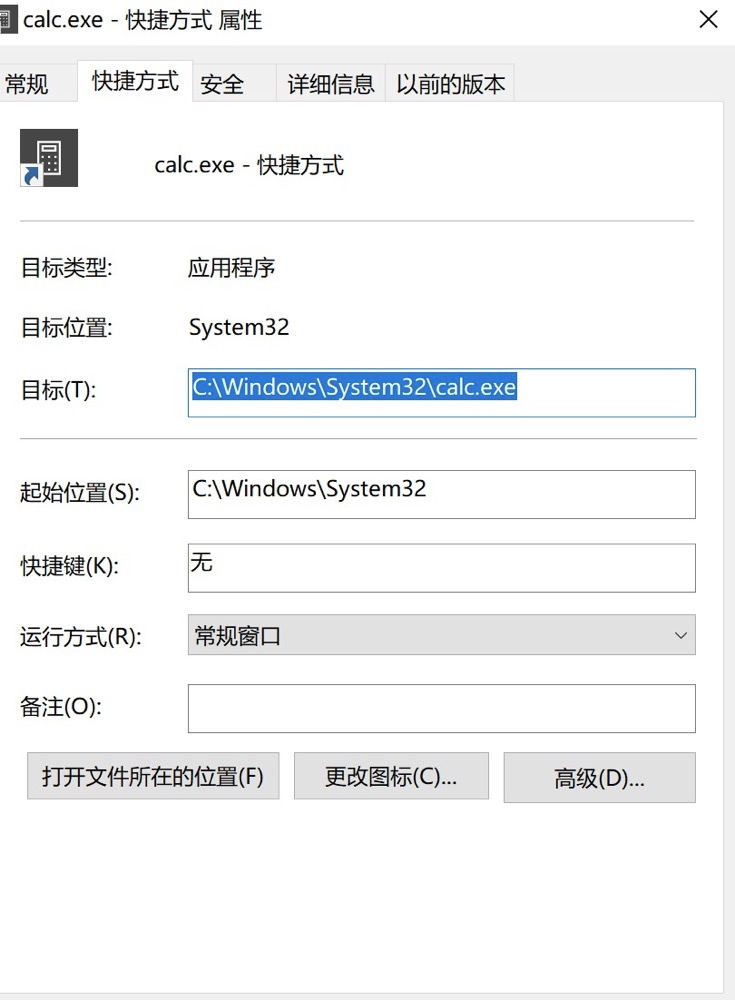 calc.exe - 快捷方式 属性
常规 快捷方式 安全 详细信息 以前的版本
calc.exe - 快捷方式
目标类型: 应用程序
目标位置: System32
目标(T): C:\Windows\System32\calc.exe
起始位置(S): C:\Windows\System32
快捷键(K): 无
运行方式(R): 常规窗口
备注(O):
打开文件所在的位置(F) 更改图标(C)... 高级(D)...